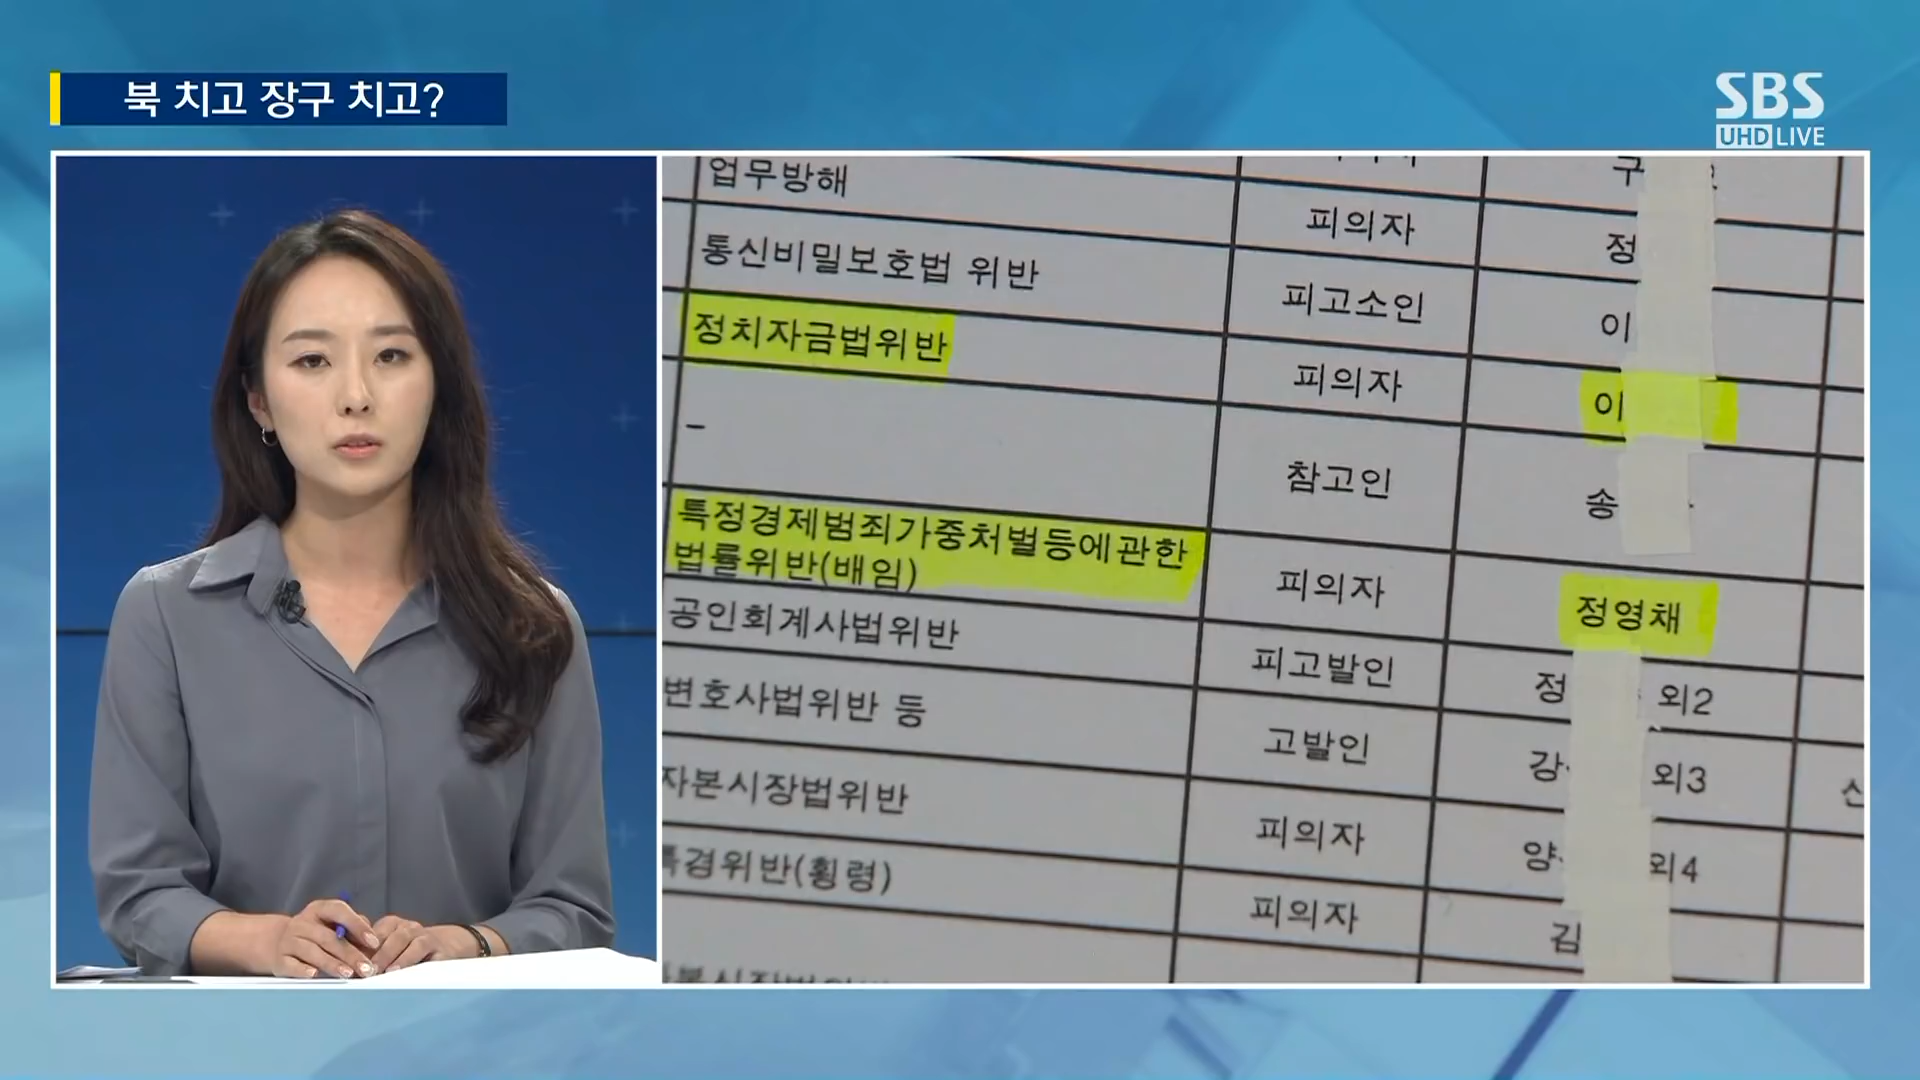 북 치고 장구 치고?
SBS
UHD LIVE
업무방해
구
피의자
정
통신비밀보호법 위반
피고소인
이
정치자금법위반
피의자
이
-
참고인
송
특정경제범죄가중처벌등에관한
법률위반(배임)
피의자
정영채
공인회계사법위반
피고발인
정 외2
변호사법위반 등
고발인
강 외3
자본시장법위반
피의자
양 외4
특경위반(횡령)
피의자
김